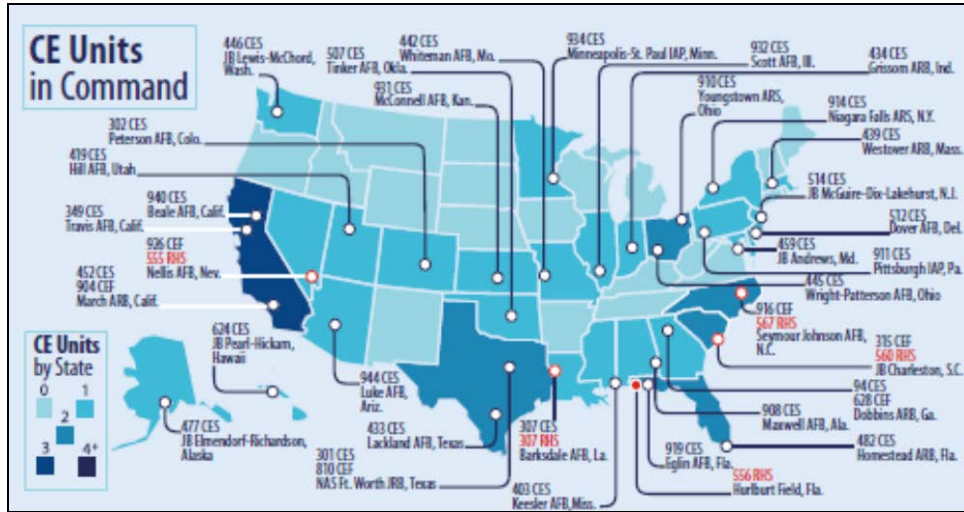 CE Units
in Command
446 CES
JB Lewis-McChord,
Wash.
507 CES
Tinker AFB, Okla.
442 CES
Whiteman AFB, Mo.
934 CES
Minneapolis-St. Paul IAP, Minn.
932 CES
Scott AFB, Ill.
434 CES
Grissom ARB, Ind.
931 CES
McConnell AFB, Kan.
910 CES
Youngstown ARS,
Ohio
914 CES
Niagara Falls ARS, N.Y.
302 CES
Peterson AFB, Colo.
439 CES
Westover ARB, Mass.
419 CES
Hill AFB, Utah
514 CES
JB McGuire-Dix-Lakehurst, N.J.
940 CES
Beale AFB, Calif.
349 CES
Travis AFB, Calif.
512 CES
Dover AFB, Del.
459 CES
JB Andrews, Md.
926 CEF
555 RHS
Nellis AFB, Nev.
911 CES
Pittsburgh IAP, Pa.
452 CES
904 CEF
March ARB, Calif.
445 CES
Wright-Patterson AFB, Ohio
916 CEF
567 RHS
Seymour Johnson AFB,
N.C.
624 CES
JB Pearl-Hickam,
Hawaii
315 CEF
560 RHS
JB Charleston, S.C.
CE Units
by State
0
1
2
3
4+
944 CES
Luke AFB,
Ariz.
94 CES
628 CEF
Dobbins ARB, Ga.
477 CES
JB Elmendorf-Richardson,
Alaska
433 CES
Lackland AFB, Texas
307 CES
307 RHS
Barksdale AFB, La.
908 CES
Maxwell AFB, Ala.
301 CES
810 CEF
NAS Ft. Worth JRB, Texas
919 CES
Eglin AFB, Fla.
482 CES
Homestead ARB, Fla.
403 CES
Keesler AFB, Miss.
556 RHS
Hurlburt Field, Fla.